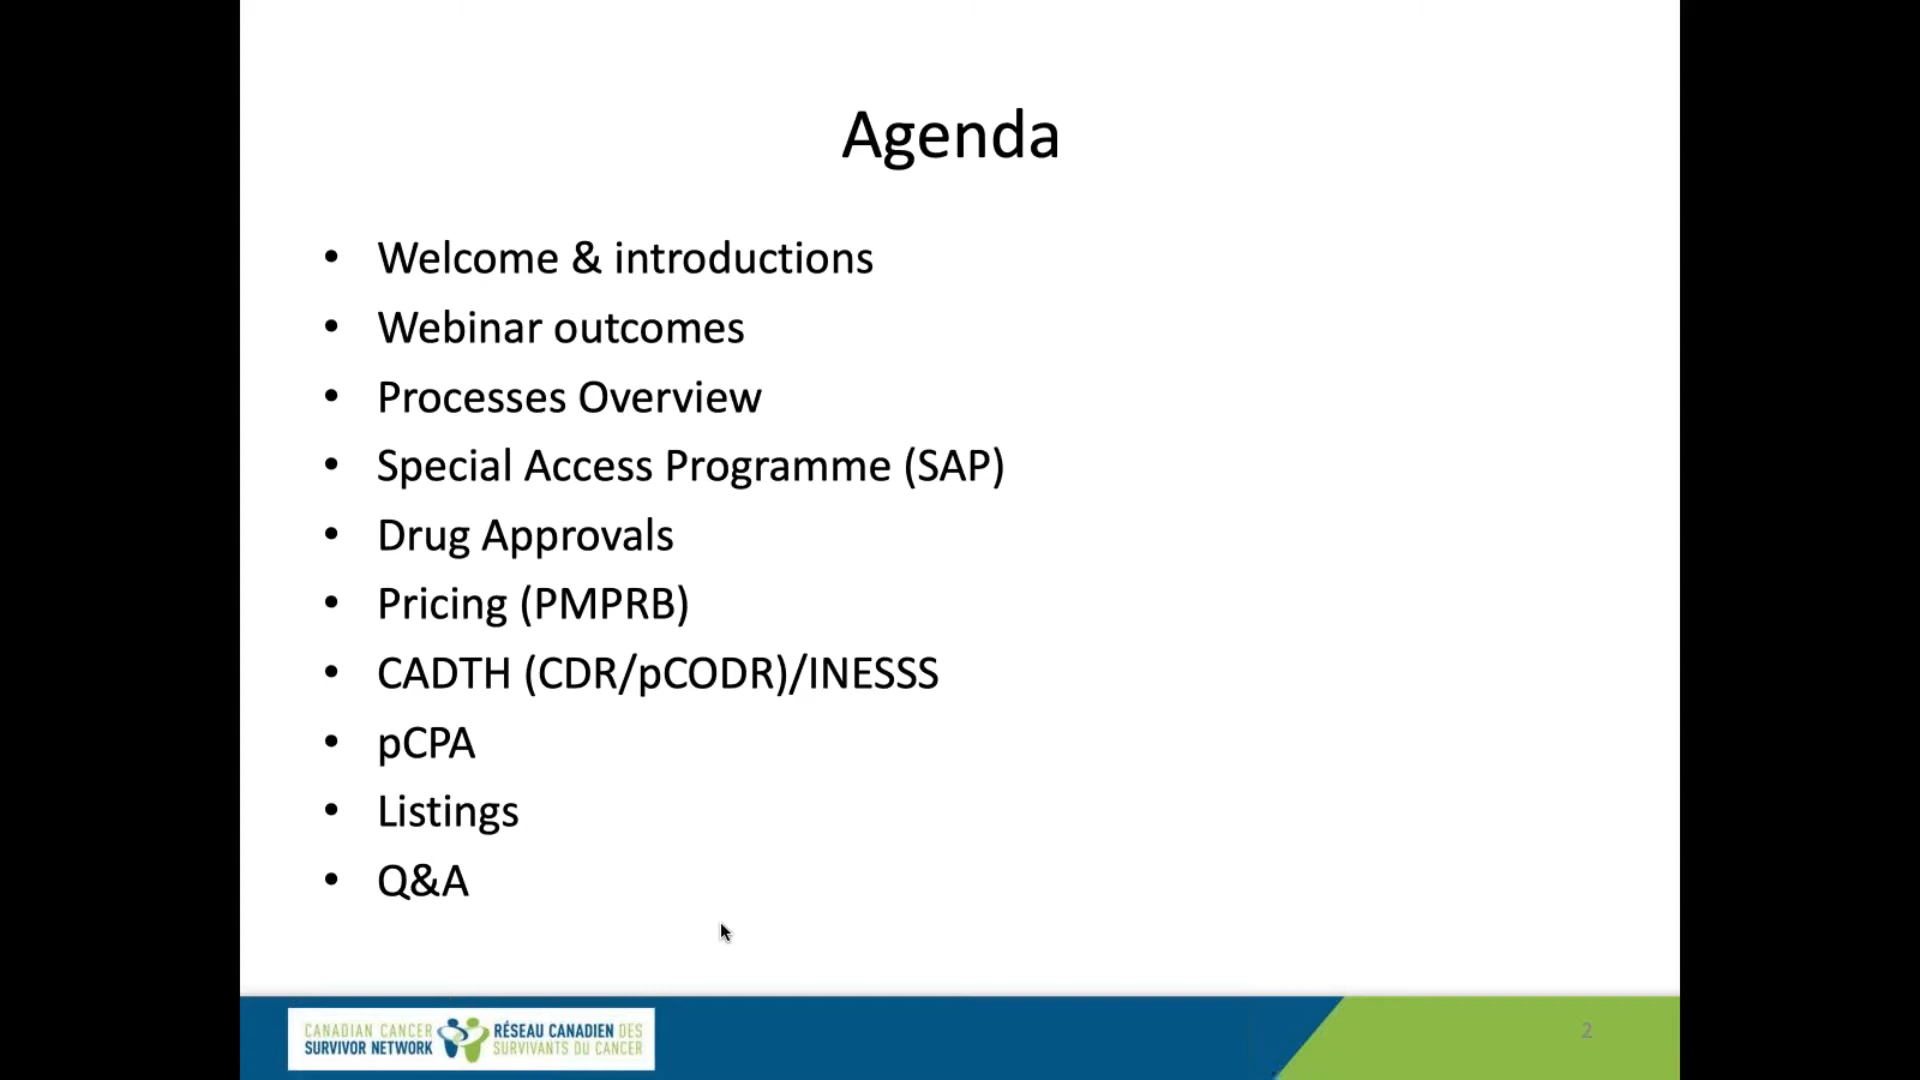 Agenda
• Welcome & introductions
• Webinar outcomes
• Processes Overview
• Special Access Programme (SAP)
• Drug Approvals
• Pricing (PMPRB)
• CADTH (CDR/pCODR)/INESSS
• pCPA
• Listings
• Q&A
CANADIAN CANCER
SURVIVOR NETWORK
RÉSEAU CANADIEN DES
SURVIVANTS DU CANCER
2